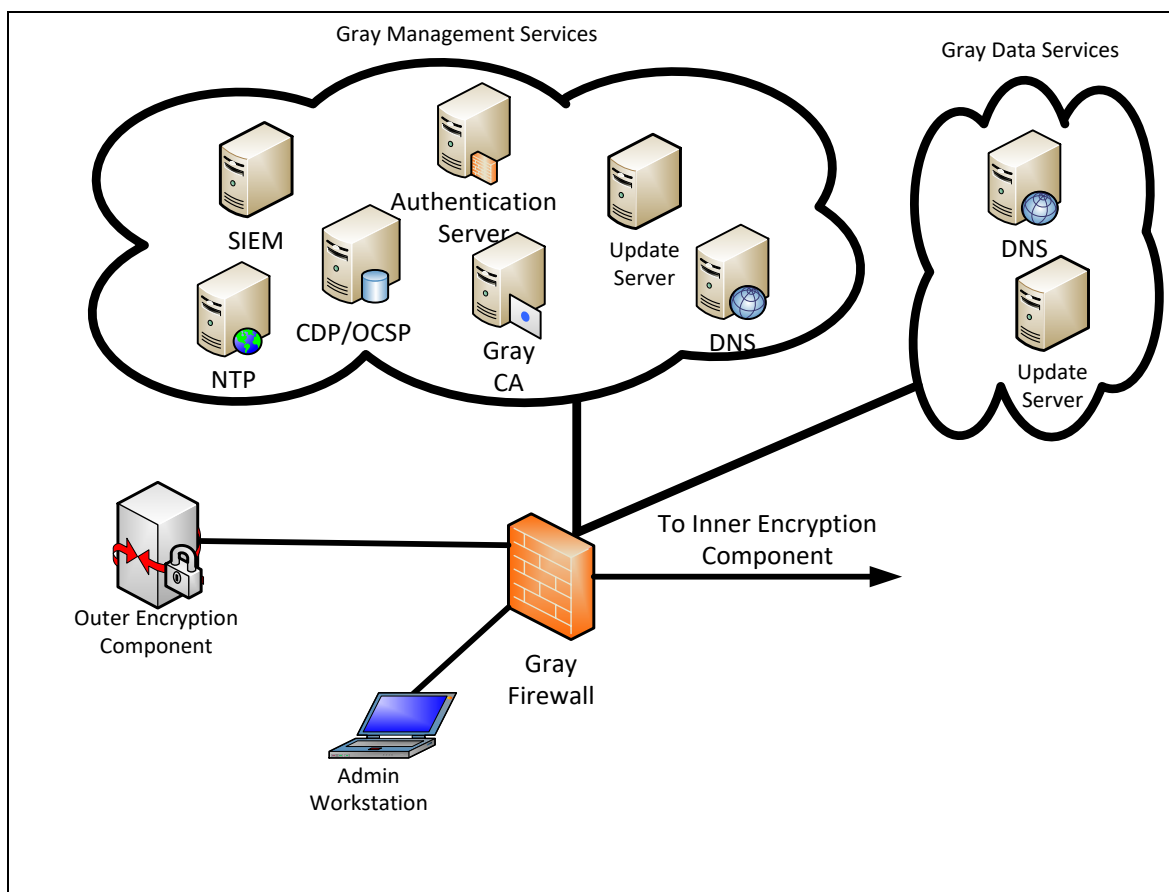 Gray Management Services
Gray Data Services
SIEM
Authentication
Server
Update
Server
DNS
NTP
CDP/OCSP
Gray
CA
DNS
Update
Server
Outer Encryption
Component
Gray
Firewall
To Inner Encryption
Component
Admin
Workstation